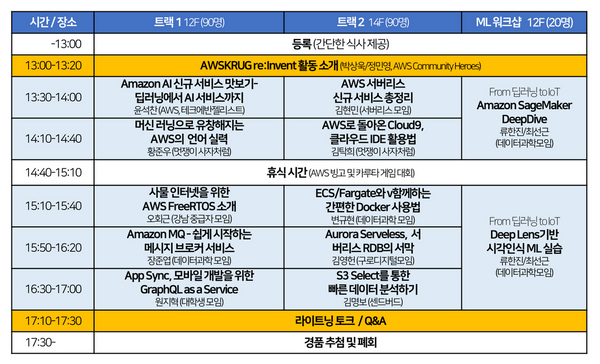 시간 / 장소
트랙 1 12F (90명)
트랙 2 14F (90명)
ML 워크샵 12F (20명)
-13:00
등록 (간단한 식사 제공)
13:00-13:20
AWSKRUG re:Invent 활동 소개 (박상욱/정민영, AWS Community Heroes)
13:30-14:00
Amazon AI 신규 서비스 맛보기-
딥러닝에서 AI 서비스까지
윤석찬 (AWS, 테크에반젤리스트)
AWS 서버리스
신규 서비스 총정리
김현민 (서버리스 모임)
From 딥러닝 to IoT
Amazon SageMaker
DeepDive
류한진/최선근
(데이터과학모임)
14:10-14:40
머신 러닝으로 유창해지는
AWS의 언어 실력
황준우 (멋쟁이 사자처럼)
AWS로 돌아온 Cloud9,
클라우드 IDE 활용법
김탁희 (멋쟁이 사자처럼)
14:40-15:10
휴식 시간 (AWS 빙고 및 카루타 게임 대회)
15:10-15:40
사물 인터넷을 위한
AWS FreeRTOS 소개
오회근 (강남 중급자 모임)
ECS/Fargate와 v함께하는
간편한 Docker 사용법
변규현 (데이터과학 모임)
From 딥러닝 to IoT
Deep Lens기반
시각인식 ML 실습
류한진/최선근
(데이터과학모임)
15:50-16:20
Amazon MQ - 쉽게 시작하는
메시지 브로커 서비스
장준엽 (데이터과학 모임)
Aurora Serveless, 서
버리스 RDB의 서막
김영헌 (구로디지털모임)
16:30-17:00
App Sync, 모바일 개발을 위한
GraphQL as a Service
원지혁 (대학생 모임)
S3 Select를 통한
빠른 데이터 분석하기
김명보 (센드버드)
17:10-17:30
라이트닝 토크 / Q&A
17:30-
경품 추첨 및 폐회